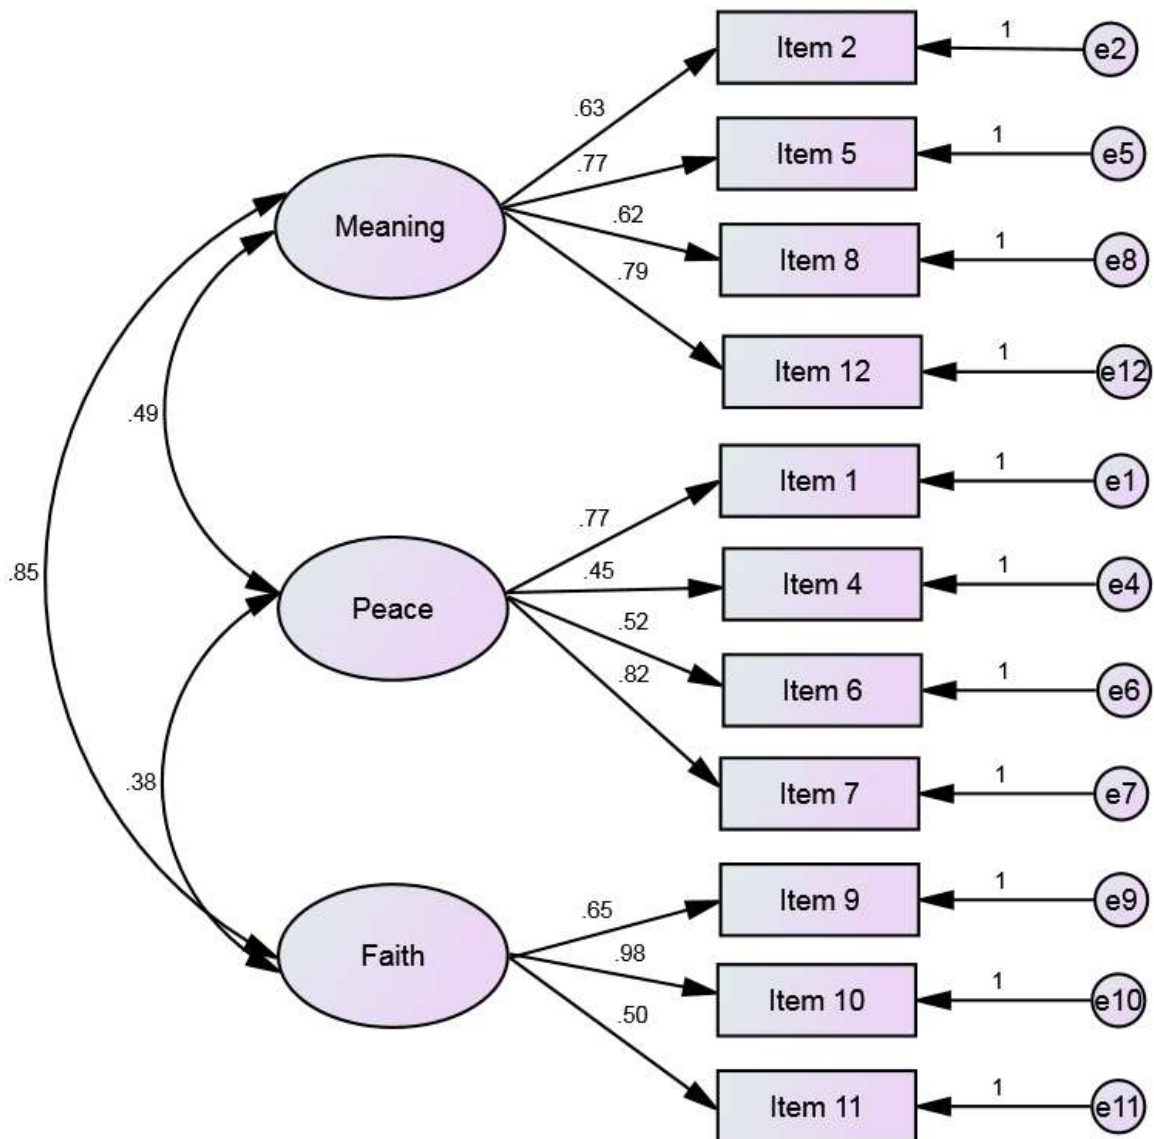 Item 2
1
e2
.63
Item 5
1
e5
.77
Meaning
.62
Item 8
1
e8
.79
Item 12
1
e12
.49
Item 1
1
e1
.77
.85
Peace
.45
Item 4
1
e4
.52
Item 6
1
e6
.82
.38
Item 7
1
e7
Item 9
1
e9
.65
Faith
.98
Item 10
1
e10
.50
Item 11
1
e11